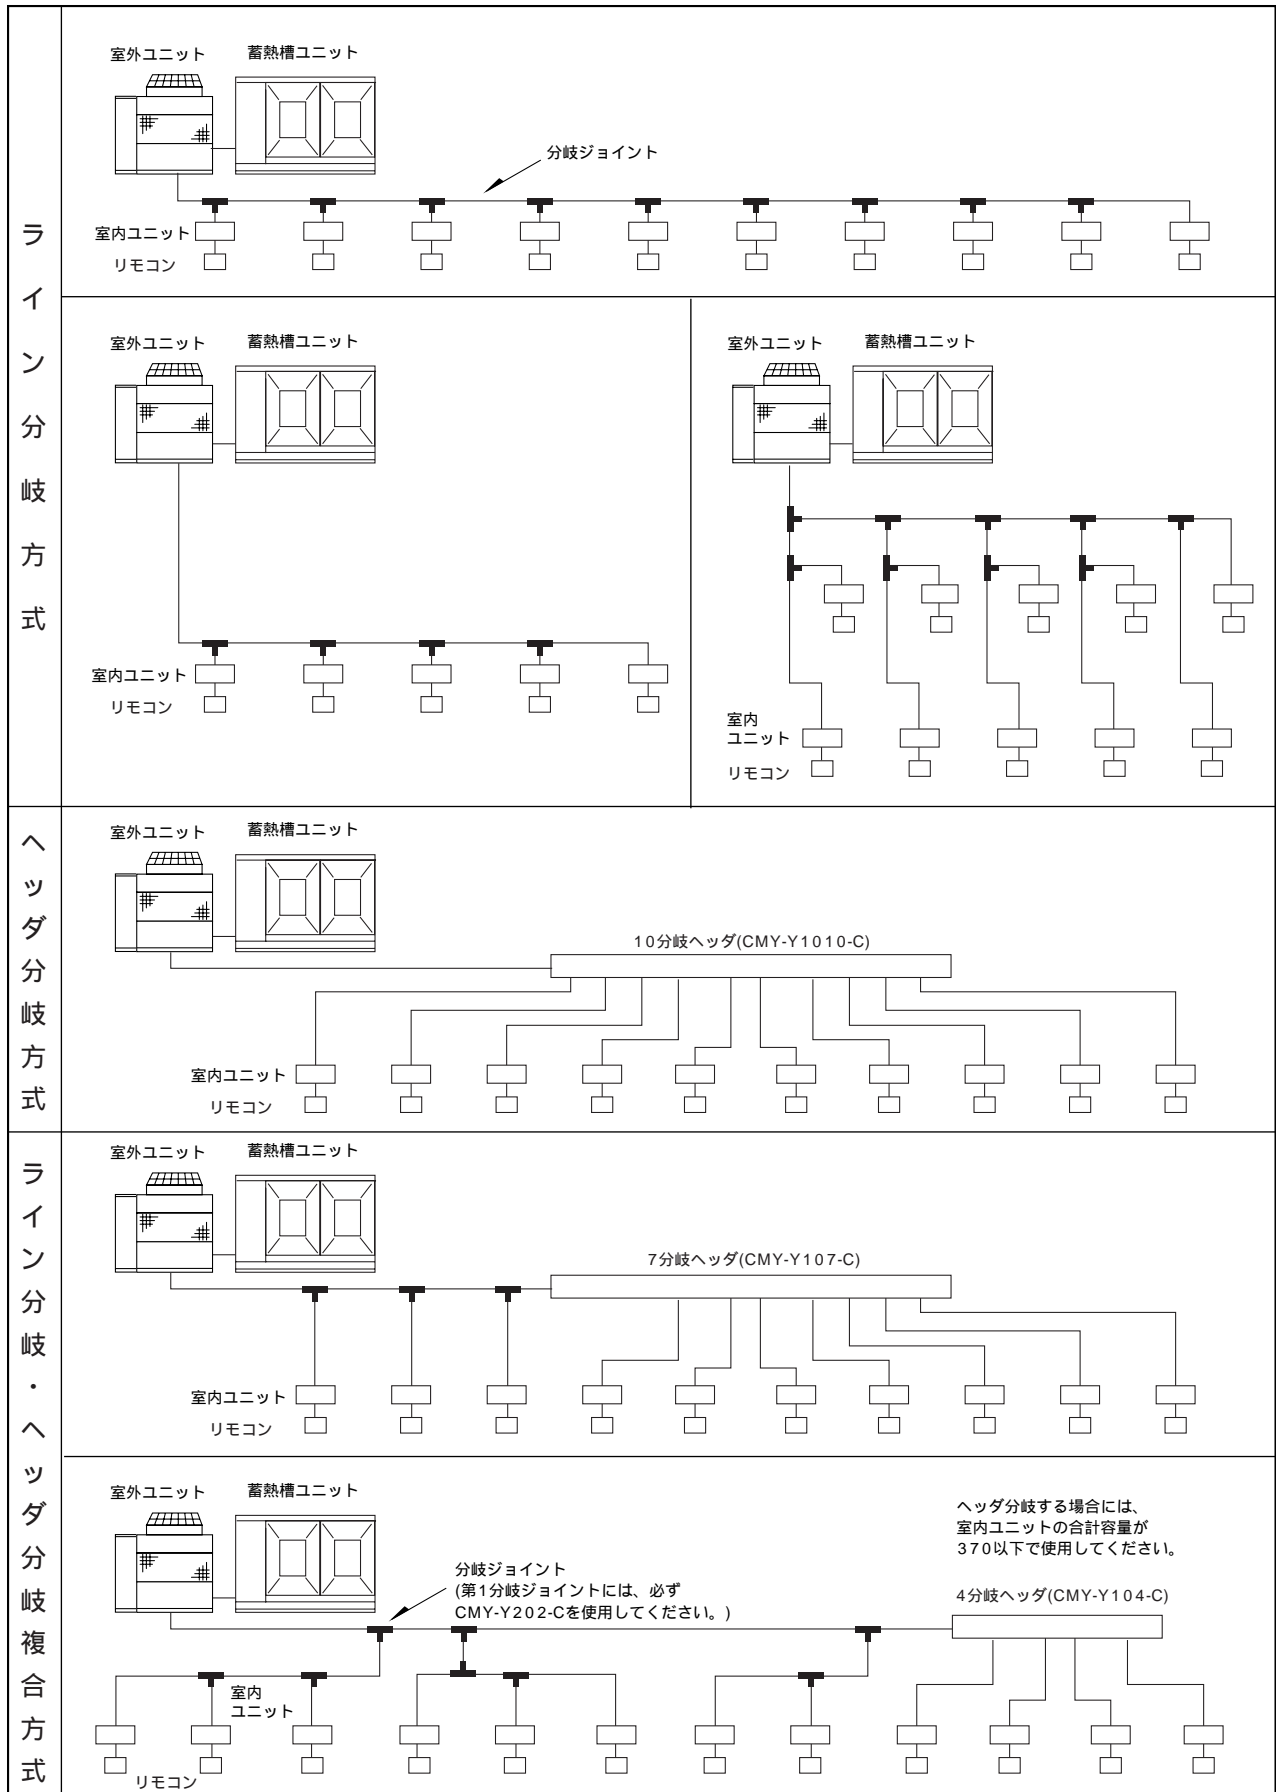 ライン分岐方式
室外ユニット
蓄熱槽ユニット
分岐ジョイント
室内ユニット
リモコン
室外ユニット
蓄熱槽ユニット
室内ユニット
リモコン
室外ユニット
蓄熱槽ユニット
室内
ユニット
リモコン
ヘッダ分岐方式
室外ユニット
蓄熱槽ユニット
10分岐ヘッダ(CMY-Y1010-C)
室内ユニット
リモコン
ライン分岐・ヘッダ分岐複合方式
室外ユニット
蓄熱槽ユニット
7分岐ヘッダ(CMY-Y107-C)
室内ユニット
リモコン
室外ユニット
蓄熱槽ユニット
分岐ジョイント
(第1分岐ジョイントには、必ず
CMY-Y202-Cを使用してください。)
ヘッダ分岐する場合には、
室内ユニットの合計容量が
370以下で使用してください。
4分岐ヘッダ(CMY-Y104-C)
室内
ユニット
リモコン